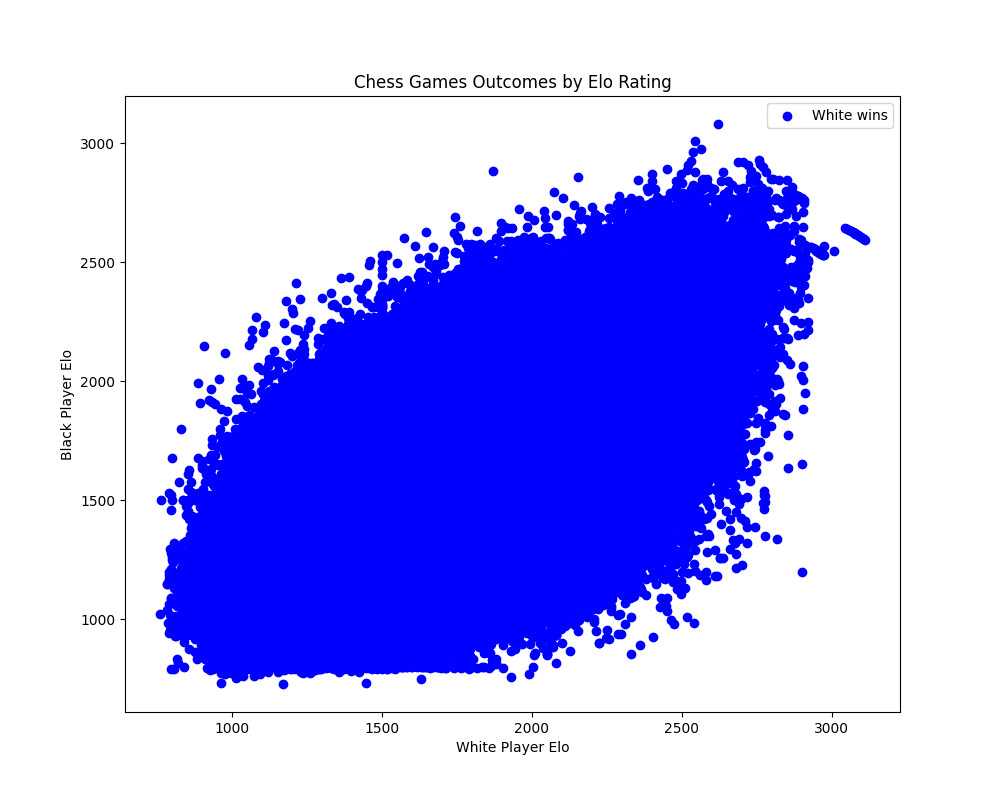 Chess Games Outcomes by Elo Rating
White wins
3000
2500
2000
1500
1000
Black Player Elo
1000 1500 2000 2500 3000
White Player Elo